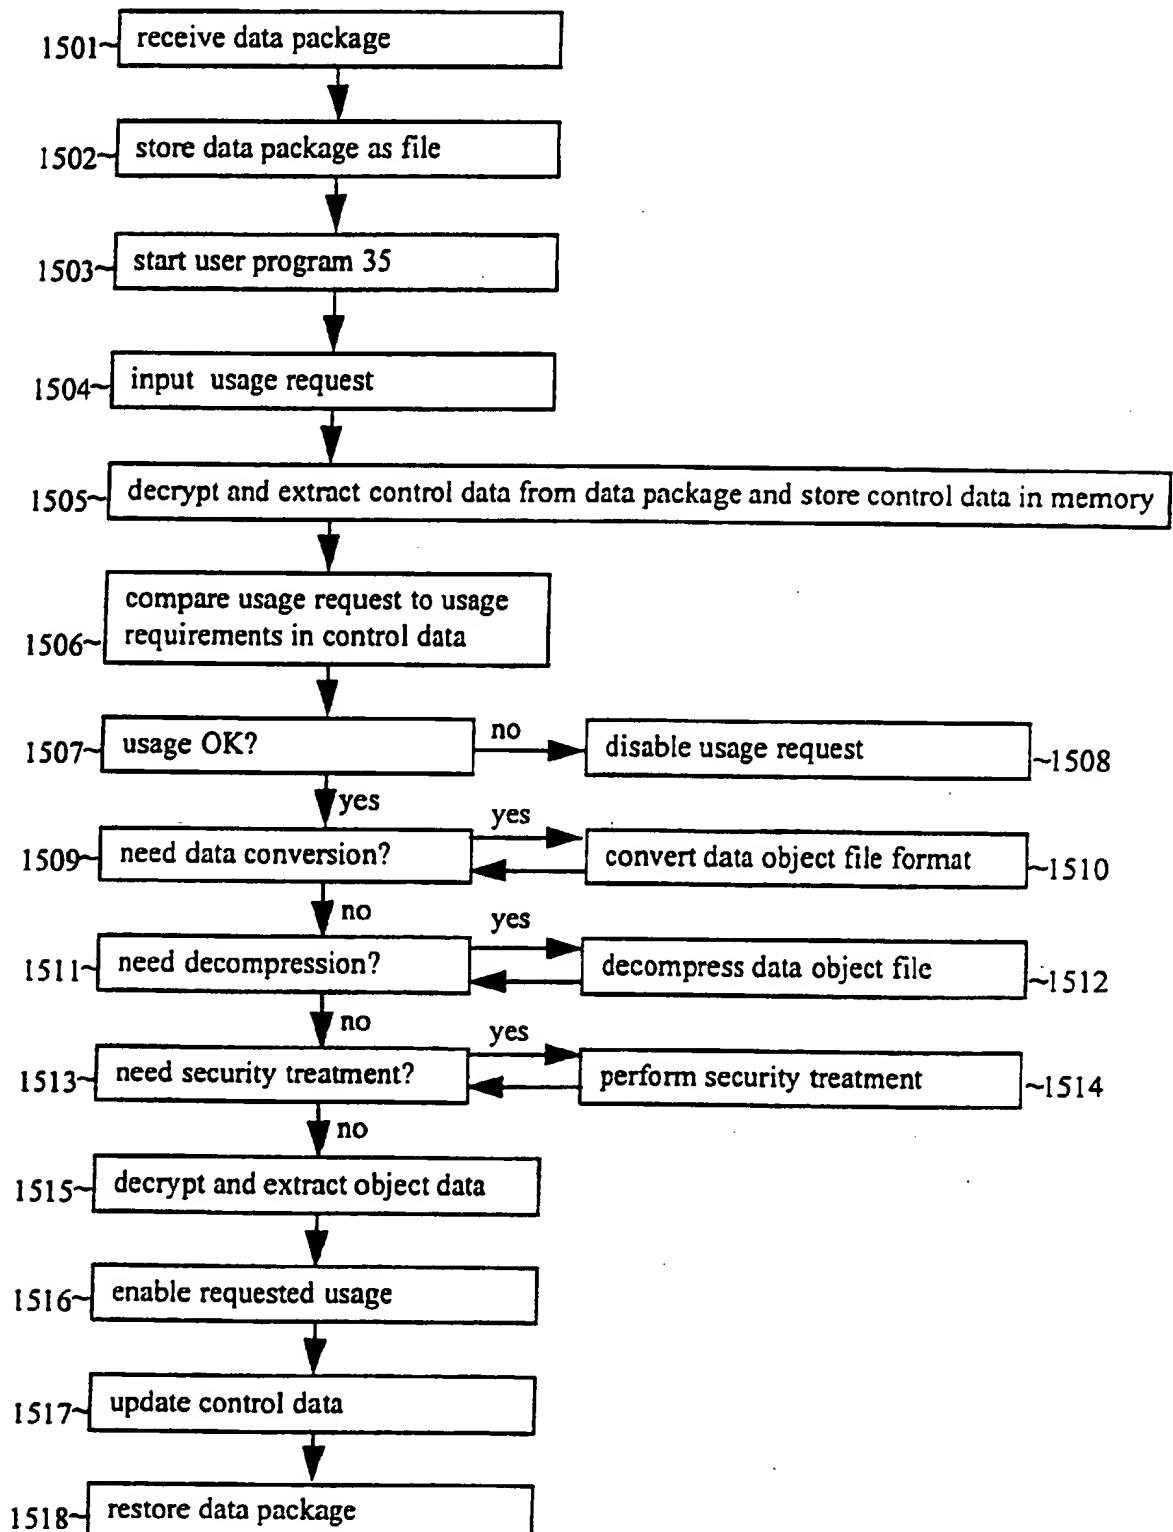 1501~ receive data package
1502~ store data package as file
1503~ start user program 35
1504~ input usage request
1505~ decrypt and extract control data from data package and store control data in memory
compare usage request to usage
1506~ requirements in control data
1507~ usage OK? no disable usage request ~1508
yes
yes
1509~ need data conversion? convert data object file format ~1510
no
yes
1511~ need decompression? decompress data object file ~1512
no
yes
1513~ need security treatment? perform security treatment ~1514
no
1515~ decrypt and extract object data
1516~ enable requested usage
1517~ update control data
1518~ restore data package